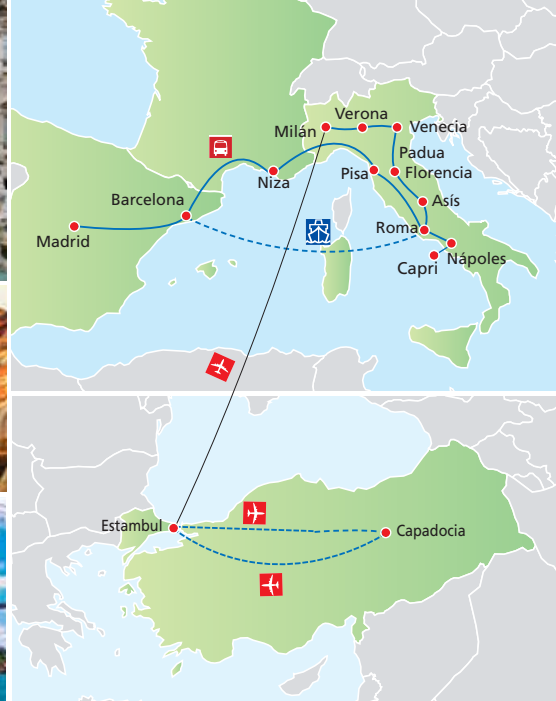 Verona
Milán
Venecia
Padua
Pisa
Florencia
Niza
Barcelona
Asís
Madrid
Roma
Nápoles
Capri
Estambul
Capadocia